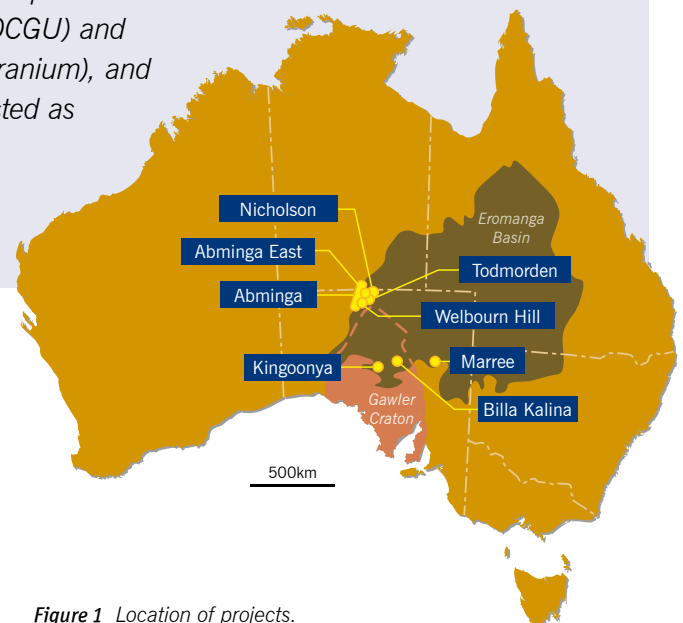 OCGU) and
ranium), and
sted as
Nicholson
Eromanga
Basin
Abminga East
Todmorden
Abminga
Welbourn Hill
Kingoonya
Marree
Gawler
Craton
Billa Kalina
500km
Figure 1 Location of projects.